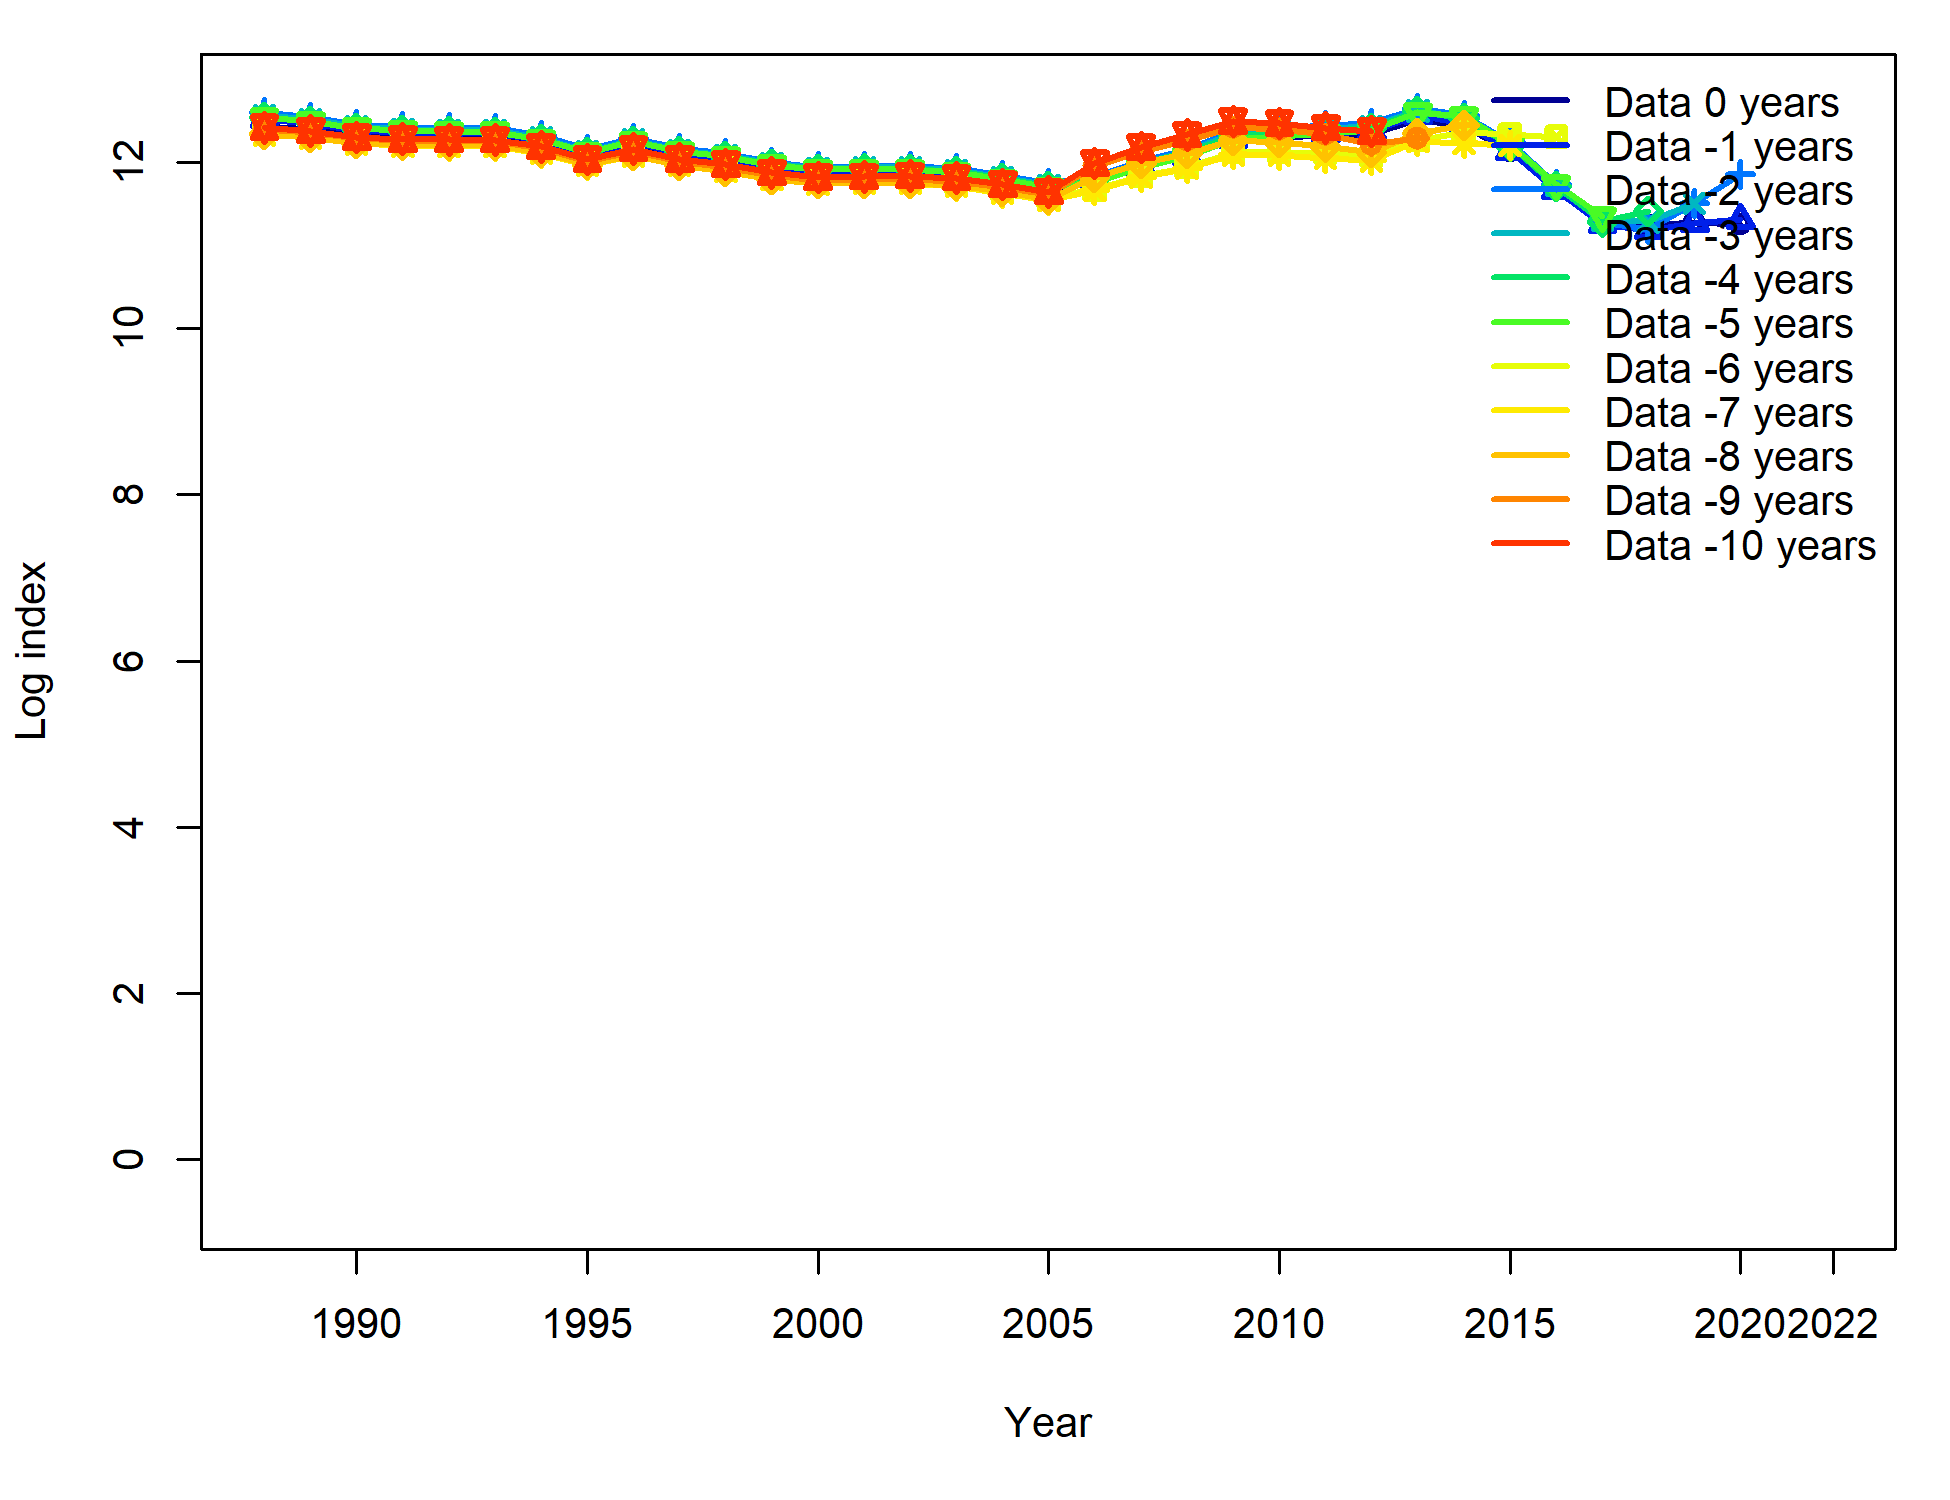 Data 0 years
Data -1 years
Data -2 years
Data -3 years
Data -4 years
Data -5 years
Data -6 years
Data -7 years
Data -8 years
Data -9 years
Data -10 years
12
10
8
6
4
2
0
Log index
1990 1995 2000 2005 2010 2015 2020 2022
Year